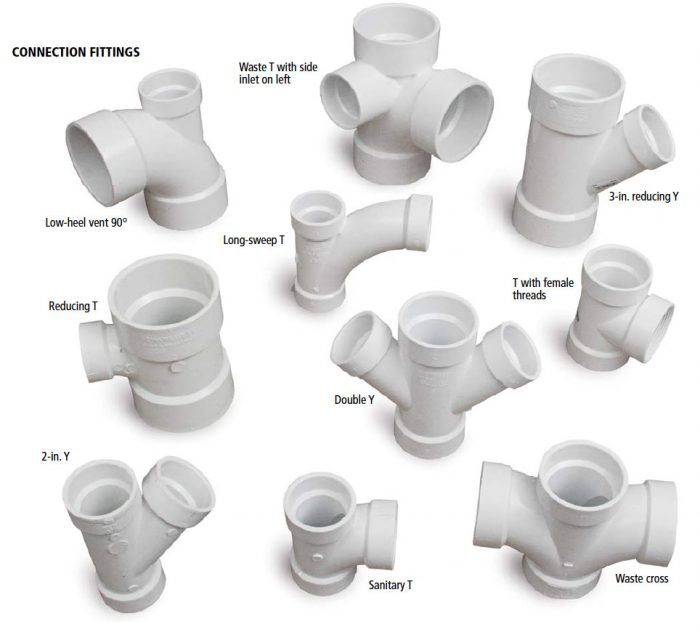 CONNECTION FITTINGS
Low-heel vent 90°
Waste T with side
inlet on left
3-in. reducing Y
Long-sweep T
Reducing T
T with female
threads
Double Y
2-in. Y
Sanitary T
Waste cross